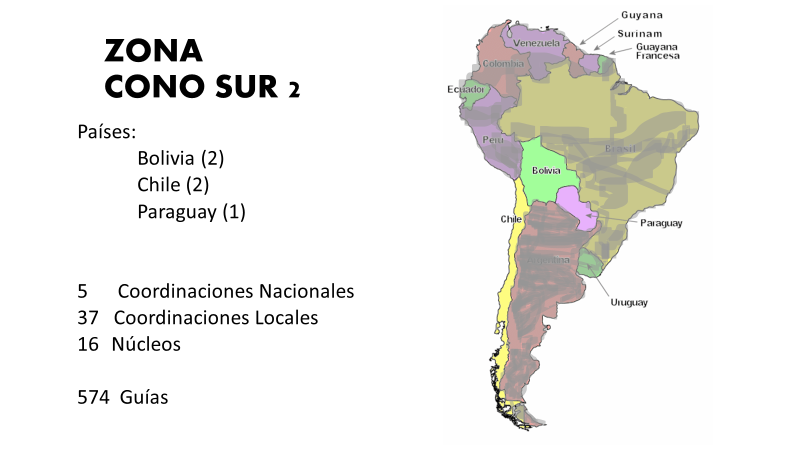 ZONA
CONO SUR 2
Países:
Bolivia (2)
Chile (2)
Paraguay (1)
5 Coordinaciones Nacionales
37 Coordinaciones Locales
16 Núcleos
574 Guías
Guyana
Surinam
Guayana
Francesa
Venezuela
Colombia
Ecuador
Perú
Brasil
Bolivia
Chile
Paraguay
Argentina
Uruguay